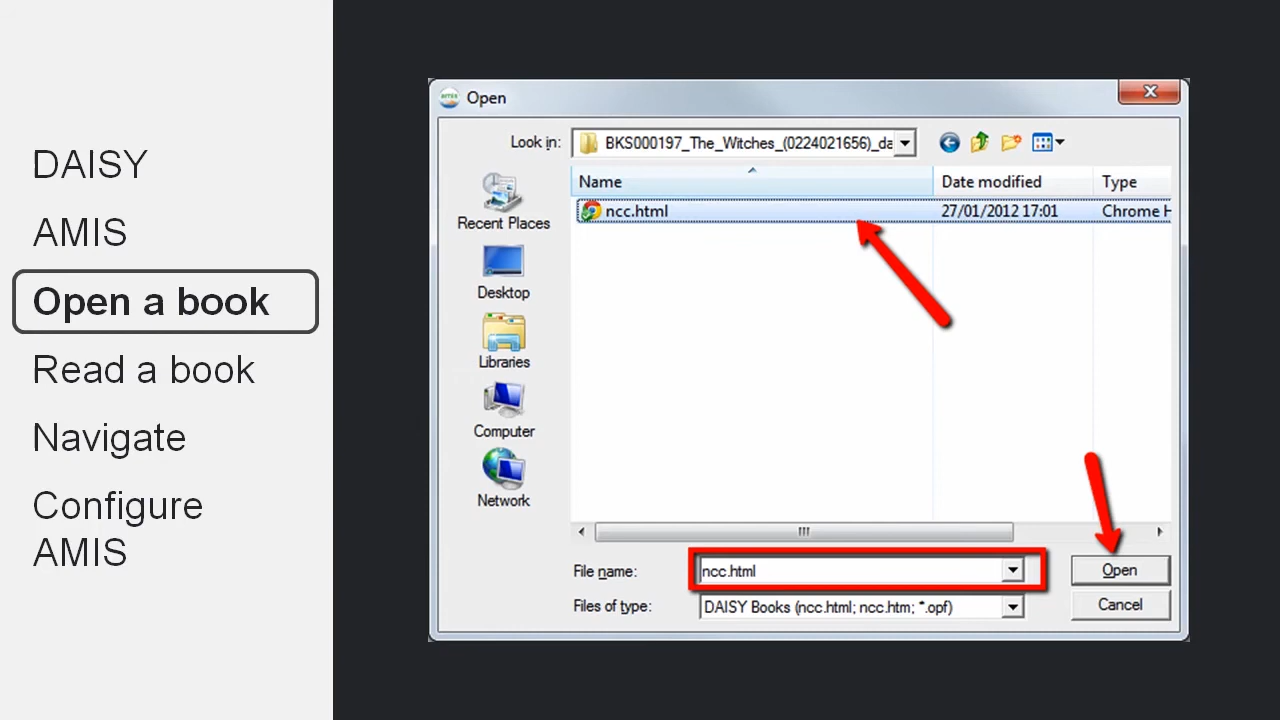 DAISY
AMIS
Open a book
Read a book
Navigate
Configure
AMIS
Open
Look in: BKS000197_The_Witches_(0224021656)_da
Name Date modified Type
ncc.html 27/01/2012 17:01 Chrome H
Recent Places
Desktop
Libraries
Computer
Network
File name: ncc.html Open
Files of type: DAISY Books (ncc.html; ncc.htm; *.opf) Cancel